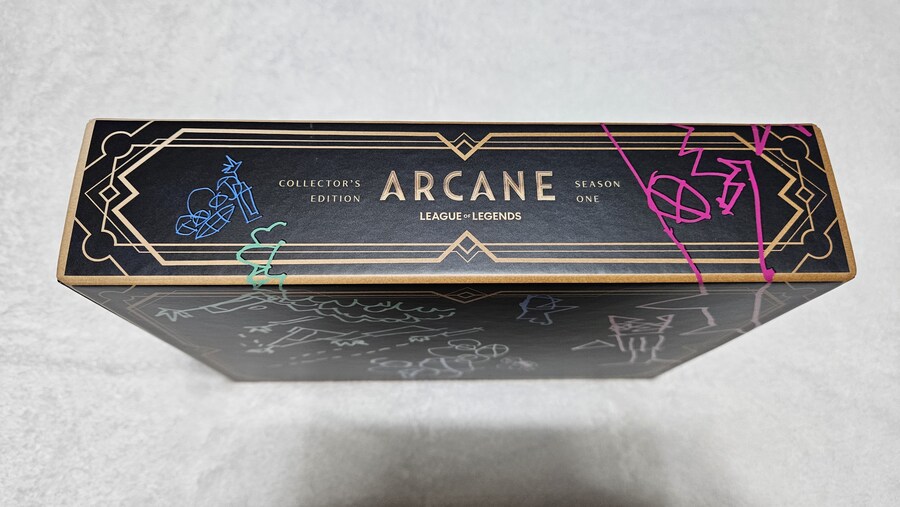 COLLECTOR'S
EDITION
ARCANE
LEAGUE OF LEGENDS
SEASON
ONE